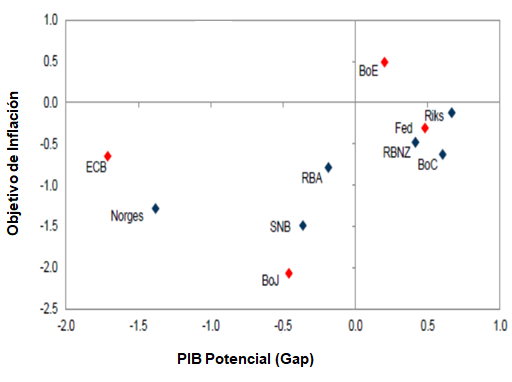 Objetivo de Inflación
1.0
0.5
0.0
-0.5
-1.0
-1.5
-2.0
-2.5
BoE
Riks
Fed
RBNZ
BoC
ECB
RBA
Norges
SNB
BoJ
-2.0 -1.5 -1.0 -0.5 0.0 0.5 1.0
PIB Potencial (Gap)